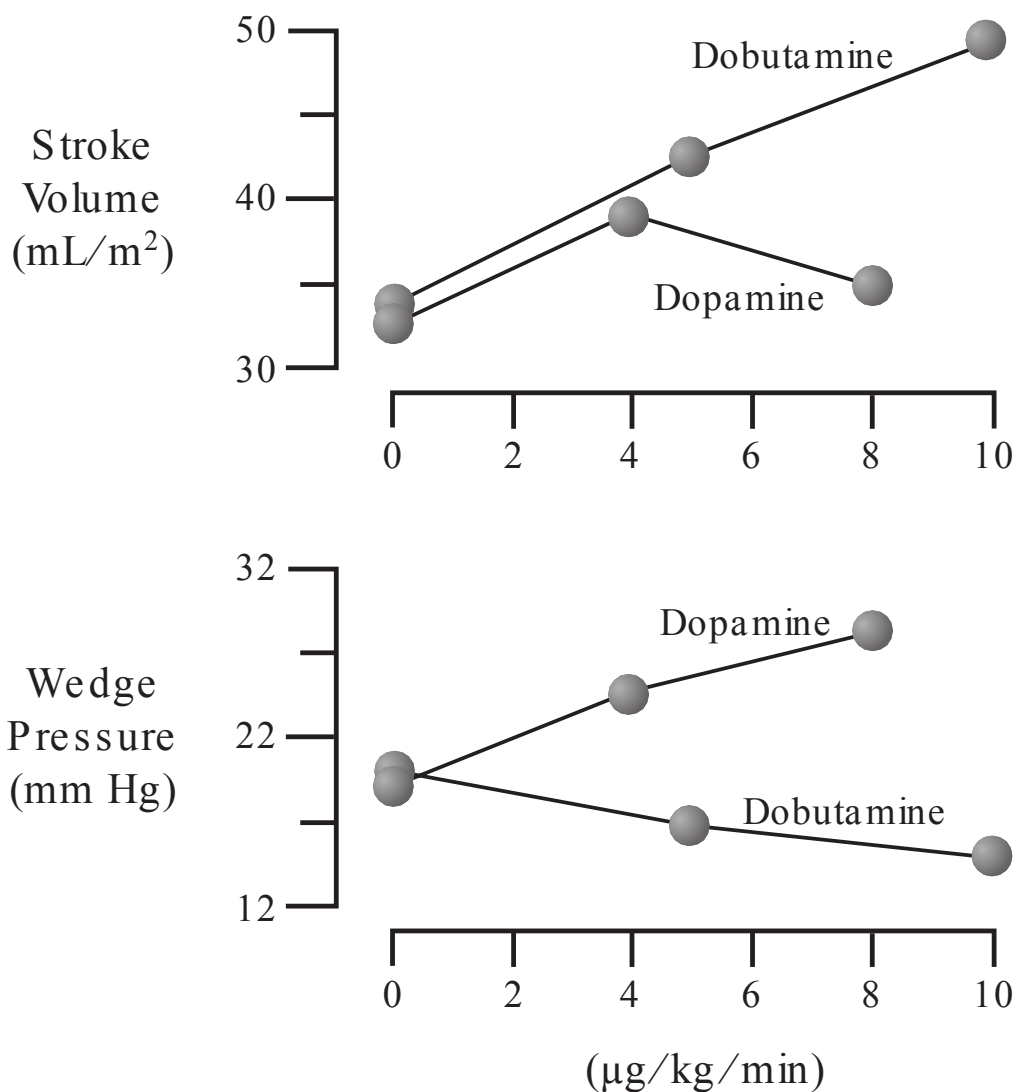 50
Dobutamine
Stroke
Volume
(mL/m²)
40
Dopamine
30
0 2 4 6 8 10
32
Dopamine
Wedge
Pressure
(mm Hg)
22
Dobutamine
12
0 2 4 6 8 10
(µg/kg/min)